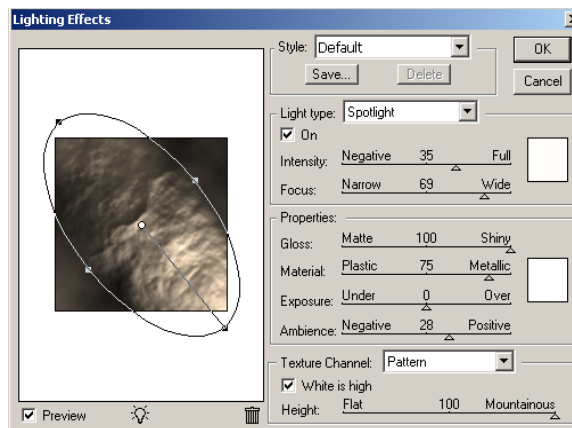 Lighting Effects
Style: Default
OK
Save... Delete
Cancel
Light type: Spotlight
On
Intensity: Negative 35 Full
Focus: Narrow 69 Wide
Properties:
Gloss: Matte 100 Shiny
Material: Plastic 75 Metallic
Exposure: Under 0 Over
Ambience: Negative 28 Positive
Texture Channel: Pattern
White is high
Height: Flat 100 Mountainous
Preview